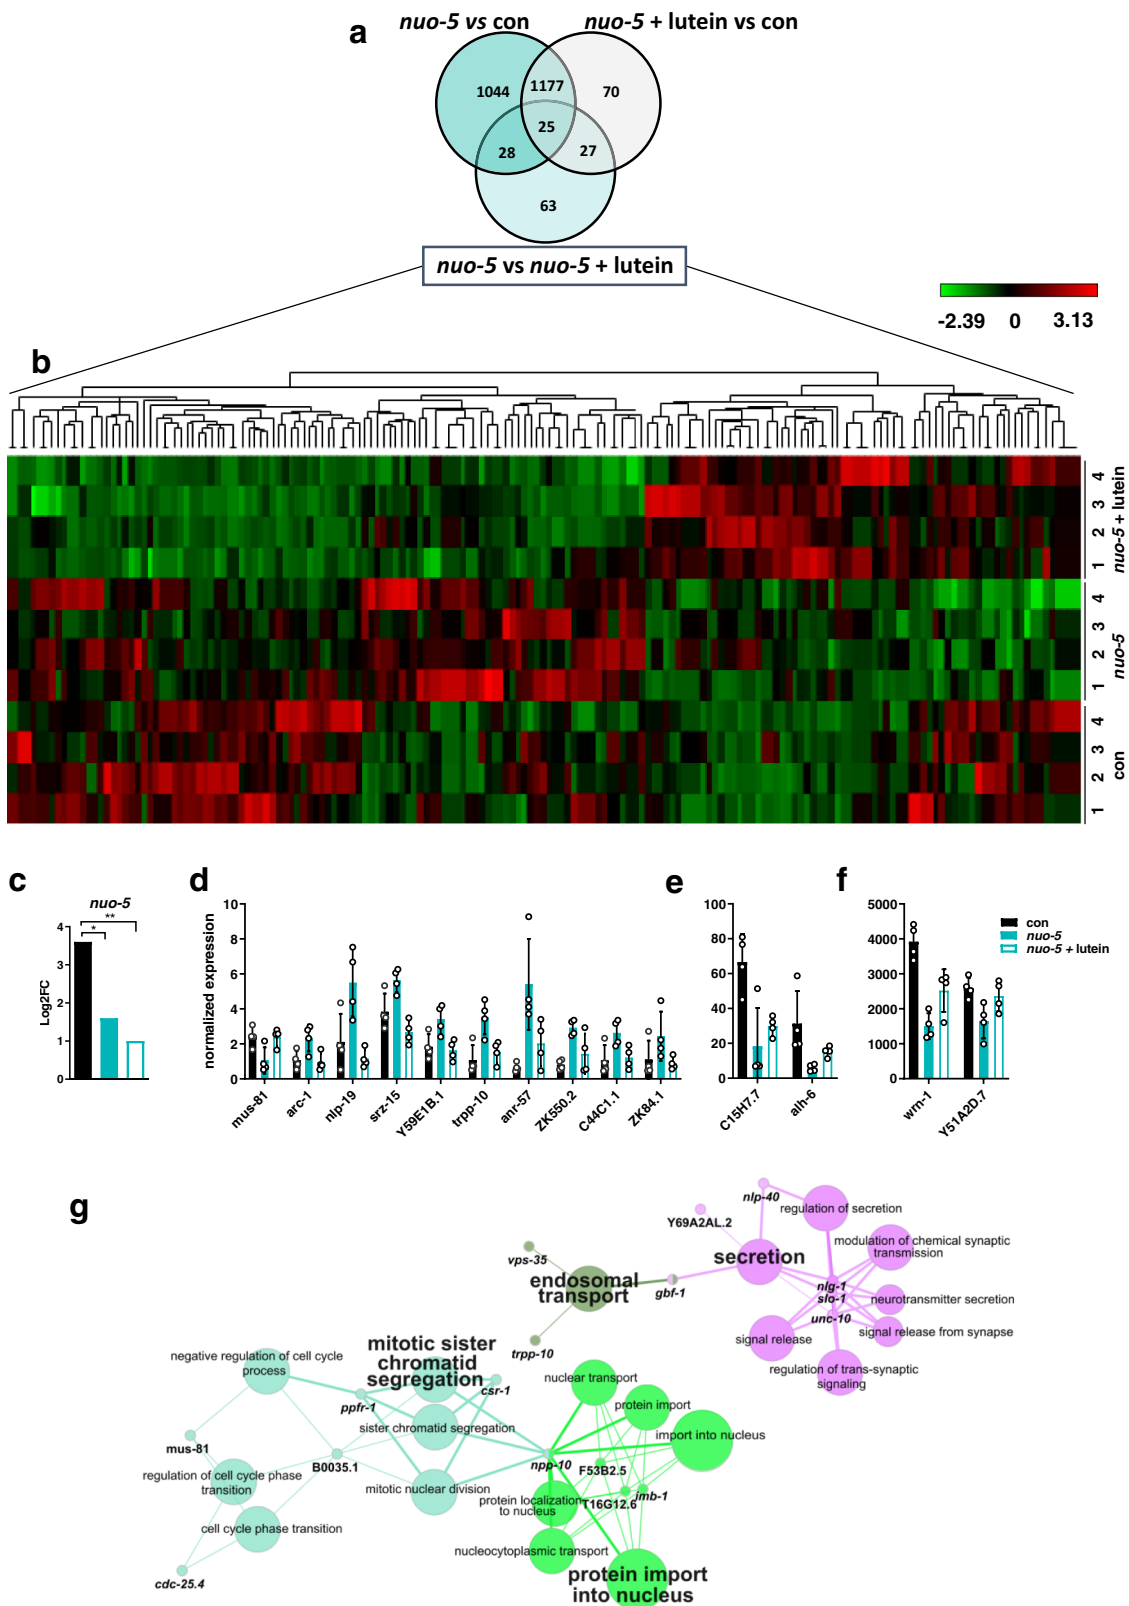 a
nuo-5 vs con
nuo-5 + lutein vs con
1044
1177
70
25
28
27
63
nuo-5 vs nuo-5 + lutein
-2.39 0 3.13
b
4
3
2
1
nuo-5 + lutein
4
3
2
1
nuo-5
4
3
2
1
con
c
nuo-5
**
*
Log2FC
4
3
2
1
0
d
normalized expression
10
8
6
4
2
0
mus-81
arc-1
nlp-19
srz-15
Y59E1B.1
trpp-10
anr-57
ZK550.2
C44C1.1
ZK84.1
e
100
80
60
40
20
0
C15H7.7
alh-6
f
5000
4000
3000
2000
1000
0
wrn-1
Y51A2D.7
con
nuo-5
nuo-5 + lutein
g
nlp-40
regulation of secretion
Y69A2AL.2
modulation of chemical synaptic
transmission
secretion
vps-35
endosomal
transport
gbf-1
nlg-1
slo-1
neurotransmitter secretion
unc-10
signal release
signal release from synapse
trpp-10
regulation of trans-synaptic
signaling
mitotic sister
chromatid
segregation
negative regulation of cell cycle
process
csr-1
ppfr-1
nuclear transport
protein import
sister chromatid segregation
import into nucleus
mus-81
B0035.1
npp-10
F53B2.5
regulation of cell cycle phase
transition
mitotic nuclear division
protein localization
to nucleus
T16G12.6
imb-1
cell cycle phase transition
nucleocytoplasmic transport
cdc-25.4
protein import
into nucleus